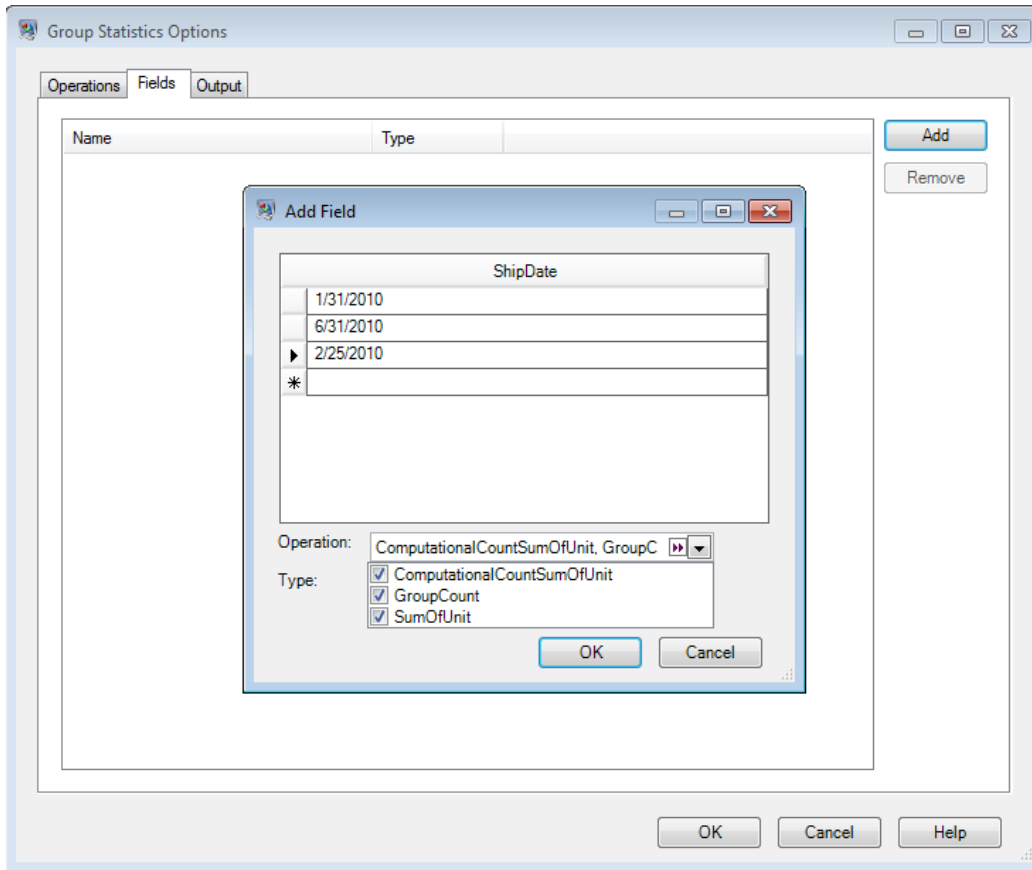 Group Statistics Options
Operations Fields Output
Name Type
Add
Remove
Add Field
ShipDate
1/31/2010
6/31/2010
2/25/2010
Operation: ComputationalCountSumOfUnit, GroupC
Type:
ComputationalCountSumOfUnit
GroupCount
SumOfUnit
OK Cancel
OK Cancel Help